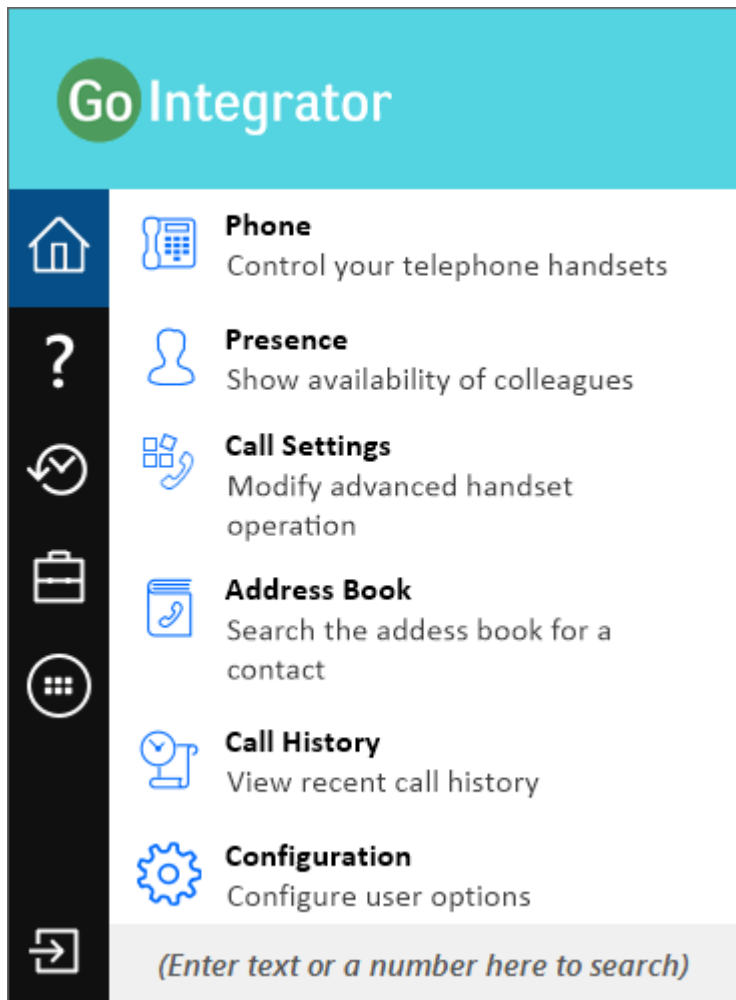 Go Integrator
Phone
Control your telephone handsets
Presence
Show availability of colleagues
Call Settings
Modify advanced handset
operation
Address Book
Search the addess book for a
contact
Call History
View recent call history
Configuration
Configure user options
(Enter text or a number here to search)